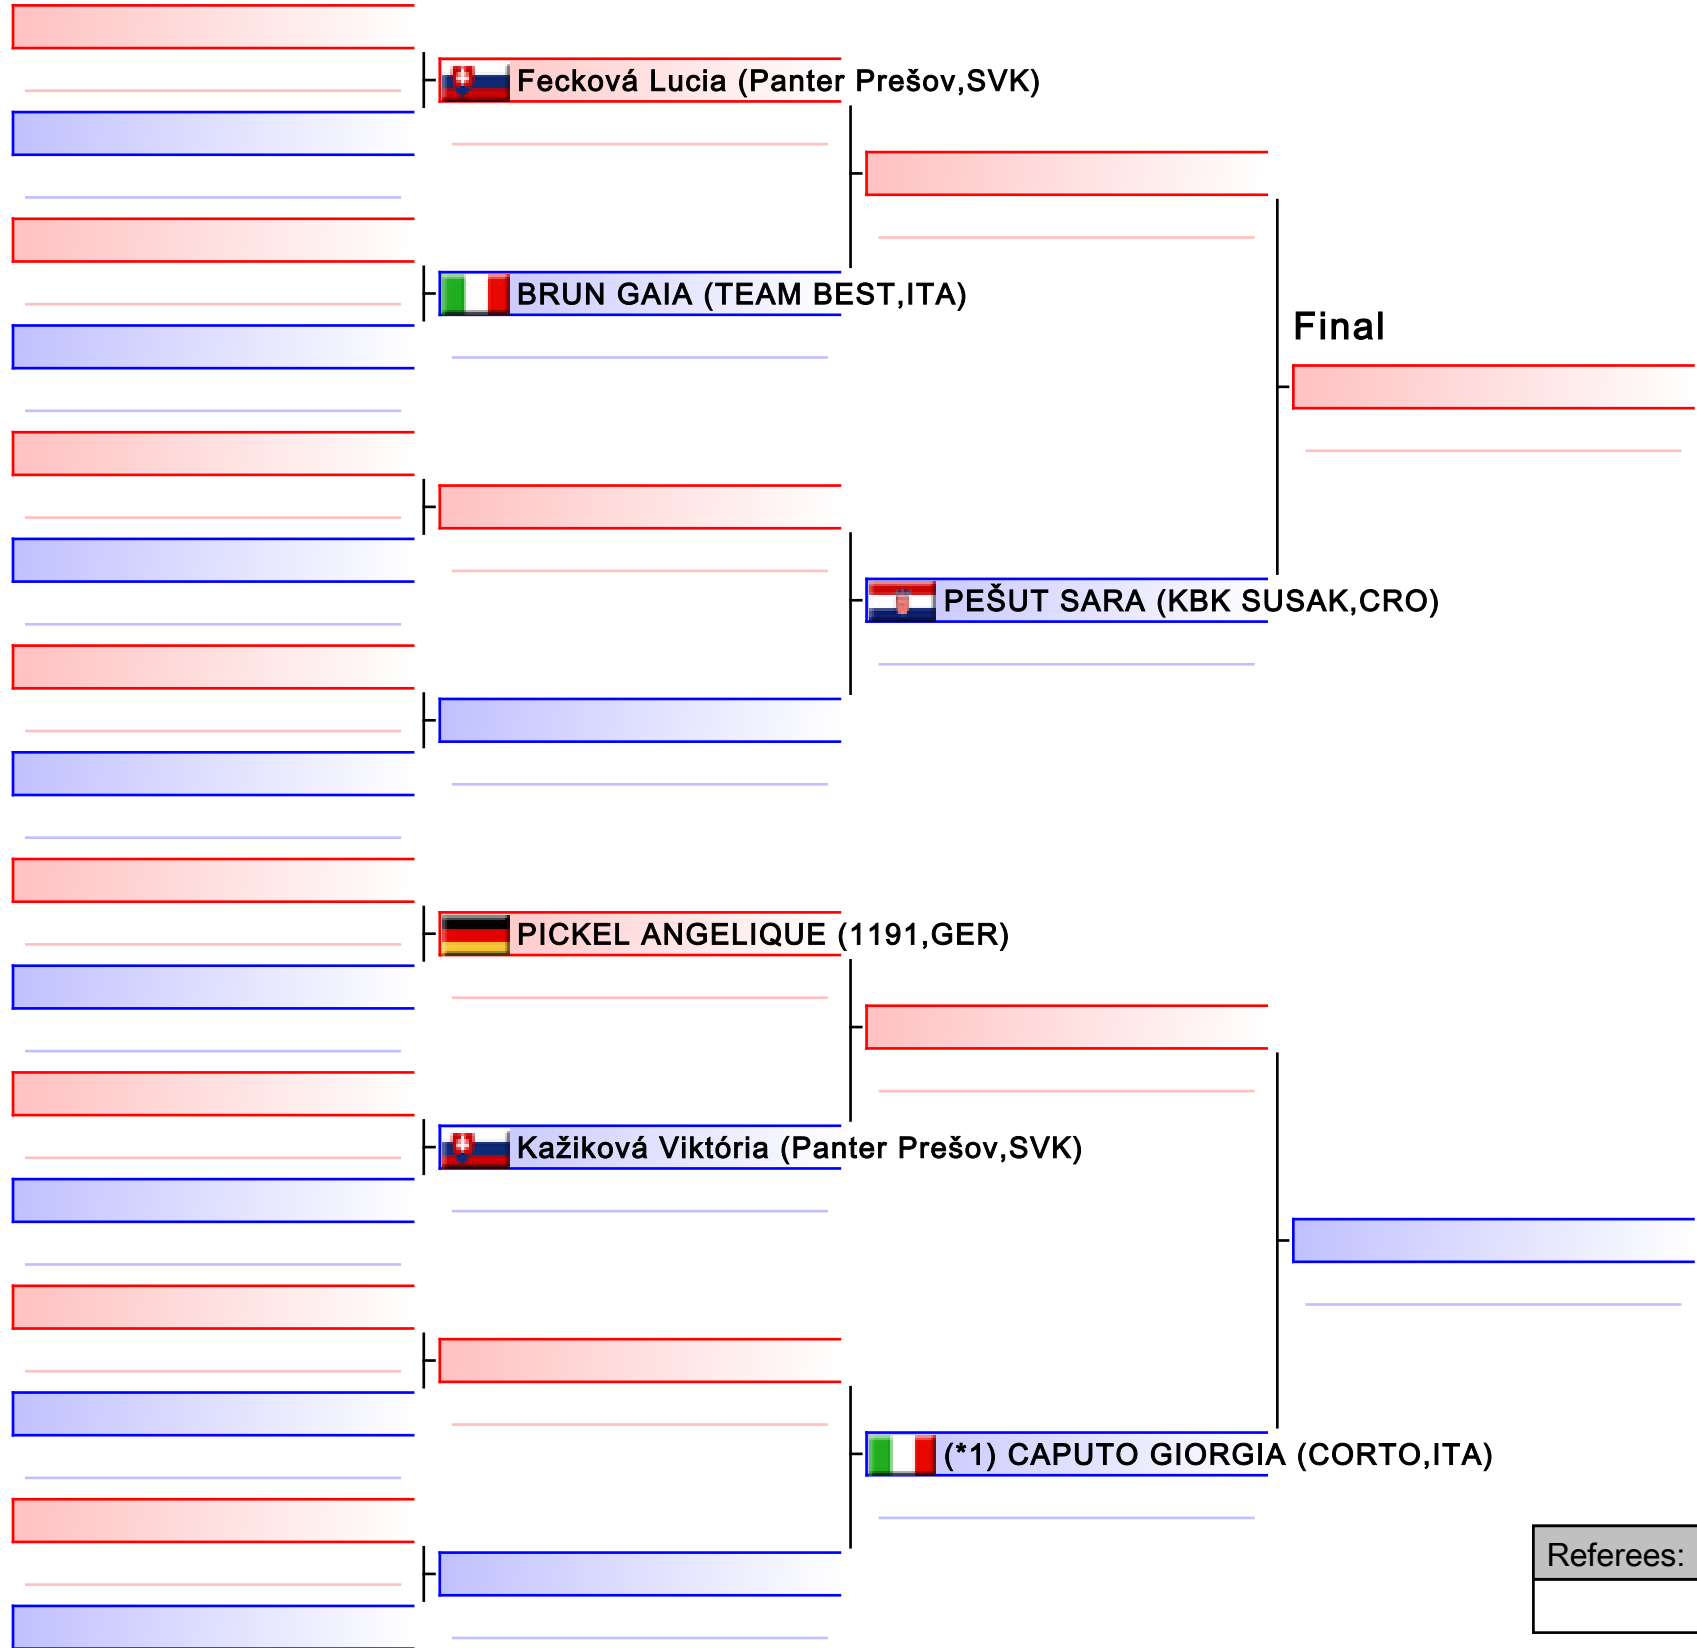 Fecková Lucia (Panter Prešov,SVK)
BRUN GAIA (TEAM BEST,ITA)
Final
PEŠUT SARA (KBK SUSAK,CRO)
PICKEL ANGELIQUE (1191,GER)
Kažiková Viktória (Panter Prešov,SVK)
(*1) CAPUTO GIORGIA (CORTO,ITA)
Referees: